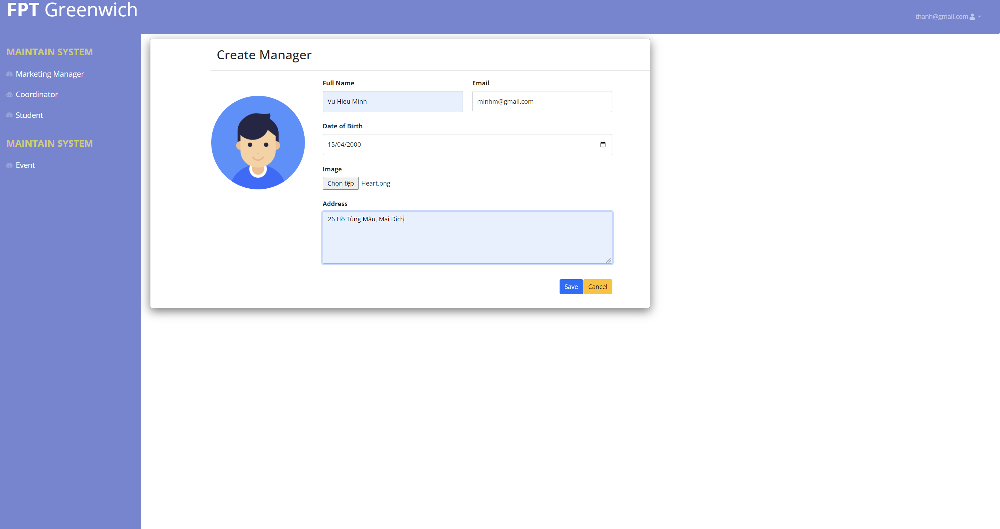 FPT Greenwich
thanh@gmail.com
MAINTAIN SYSTEM
Marketing Manager
Coordinator
Student
MAINTAIN SYSTEM
Event
Create Manager
Full Name
Vu Hieu Minh
Email
minhm@gmail.com
Date of Birth
15/04/2000
Image
Chọn tệp Heart.png
Address
26 Hồ Tùng Mậu, Mai Dịch
Save Cancel